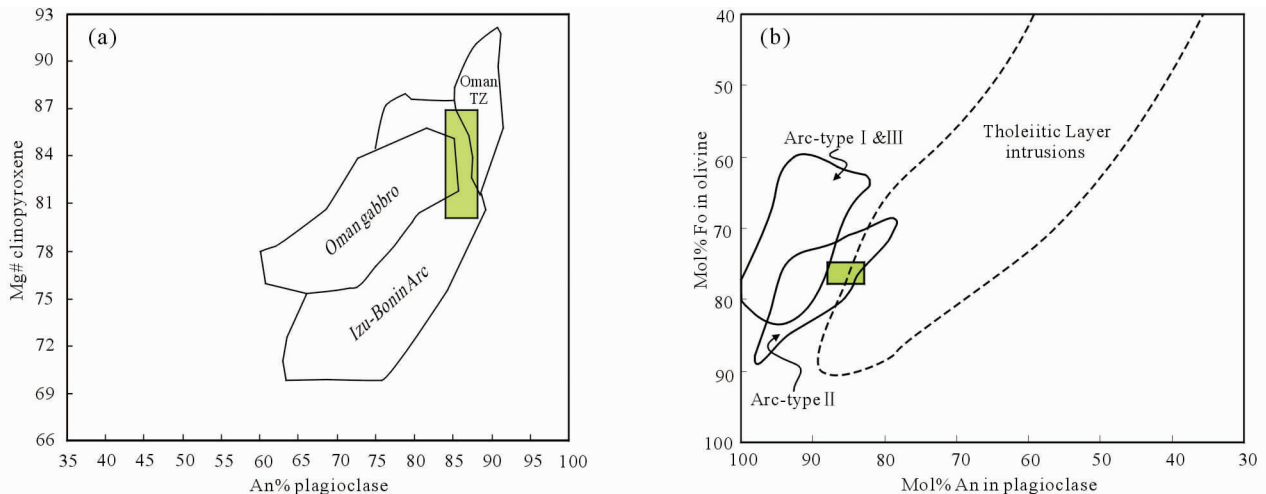 (a)
93
90
87
84
81
78
75
72
69
66
Mg# clinopyroxene
Oman
TZ
Oman gabbro
Izu-Bonin Arc
35 40 45 50 55 60 65 70 75 80 85 90 95 100
An% plagioclase
(b)
40
50
60
70
80
90
100
Mol% Fo in olivine
Arc-type Ⅰ &Ⅲ
Tholeiitic Layer
intrusions
Arc-type Ⅱ
100 90 80 70 60 50 40 30
Mol% An in plagioclase